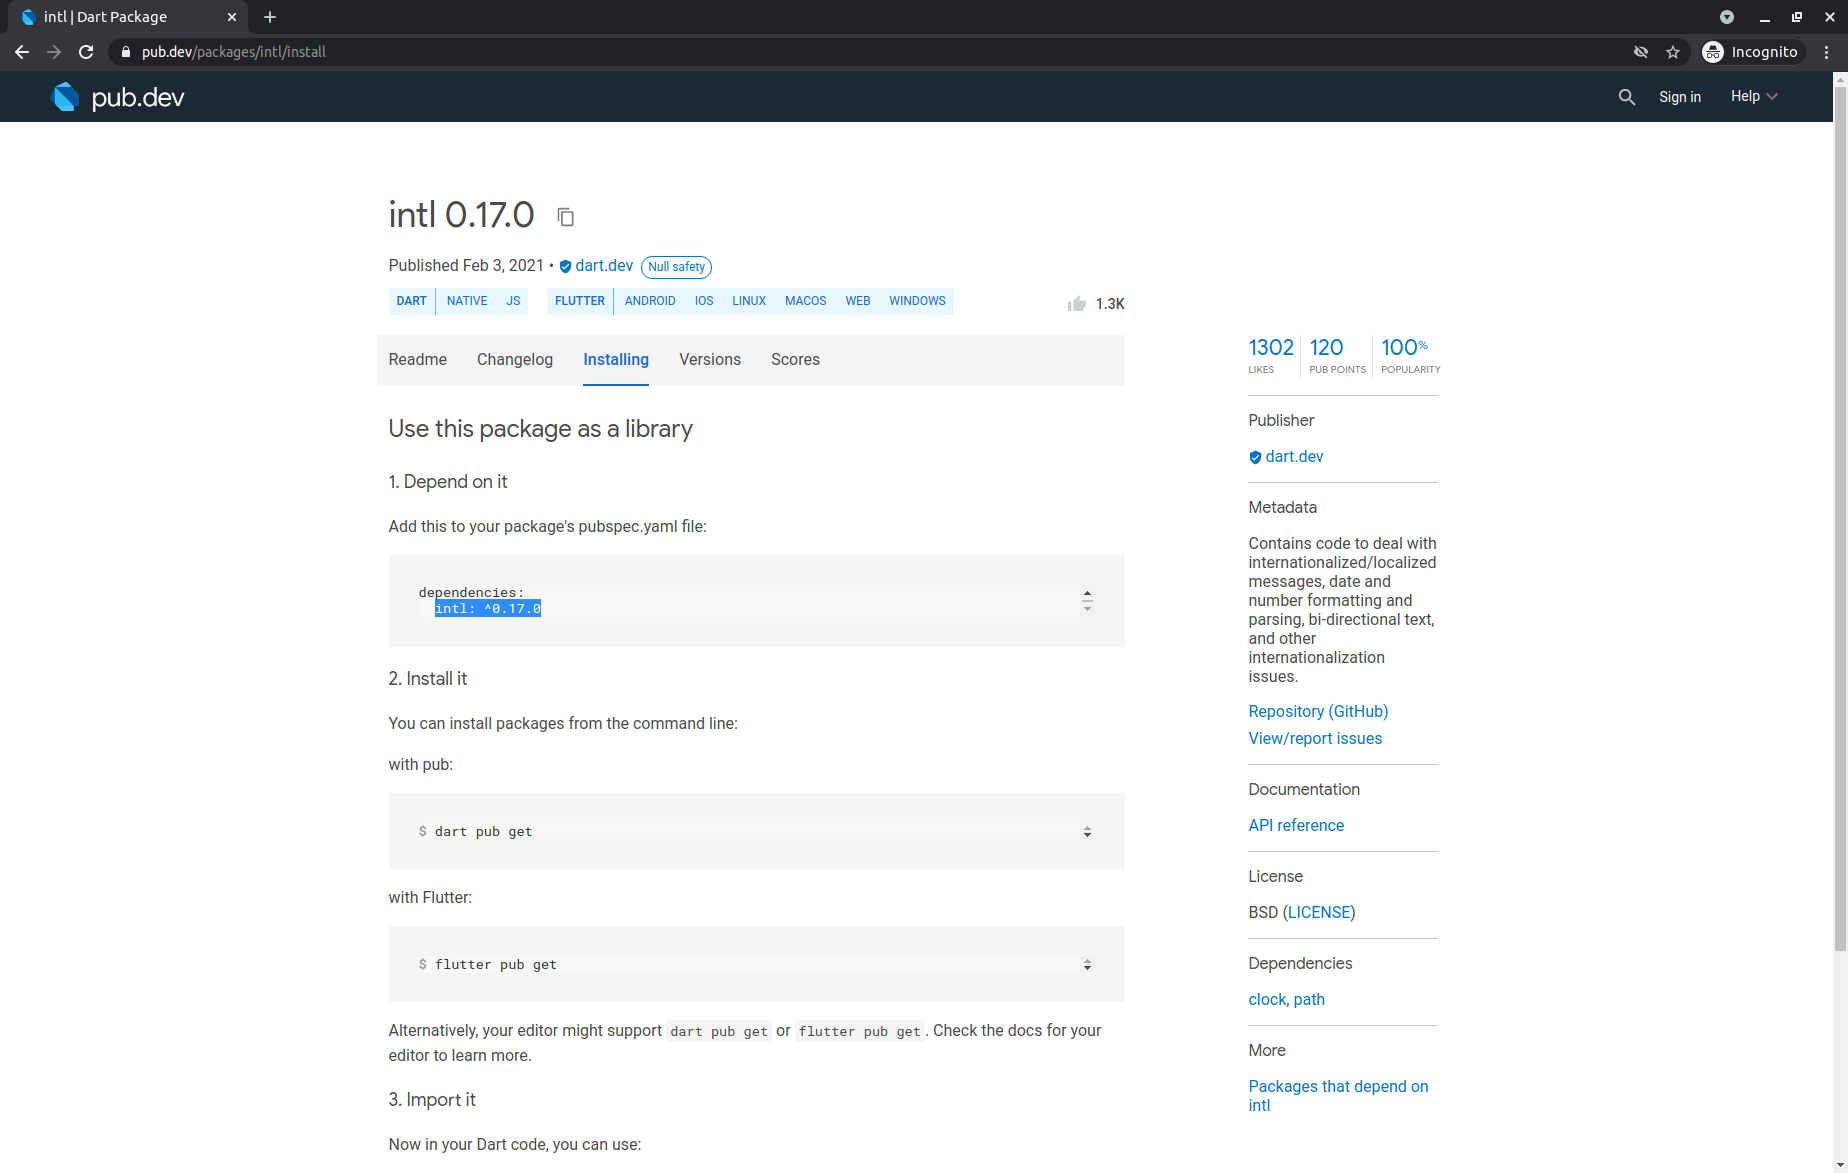 intl | Dart Package
pub.dev/packages/intl/install
Incognito
pub.dev
Sign in
Help
intl 0.17.0
Published Feb 3, 2021 • dart.dev Null safety
DART NATIVE JS FLUTTER ANDROID IOS LINUX MACOS WEB WINDOWS
1.3K
Readme Changelog Installing Versions Scores
Use this package as a library
1. Depend on it
Add this to your package's pubspec.yaml file:
dependencies:
intl: ^0.17.0
2. Install it
You can install packages from the command line:
with pub:
$ dart pub get
with Flutter:
$ flutter pub get
Alternatively, your editor might support dart pub get or flutter pub get. Check the docs for your
editor to learn more.
3. Import it
Now in your Dart code, you can use:
1302 120 100%
LIKES PUB POINTS POPULARITY
Publisher
dart.dev
Metadata
Contains code to deal with
internationalized/localized
messages, date and
number formatting and
parsing, bi-directional text,
and other
internationalization
issues.
Repository (GitHub)
View/report issues
Documentation
API reference
License
BSD (LICENSE)
Dependencies
clock, path
More
Packages that depend on
intl